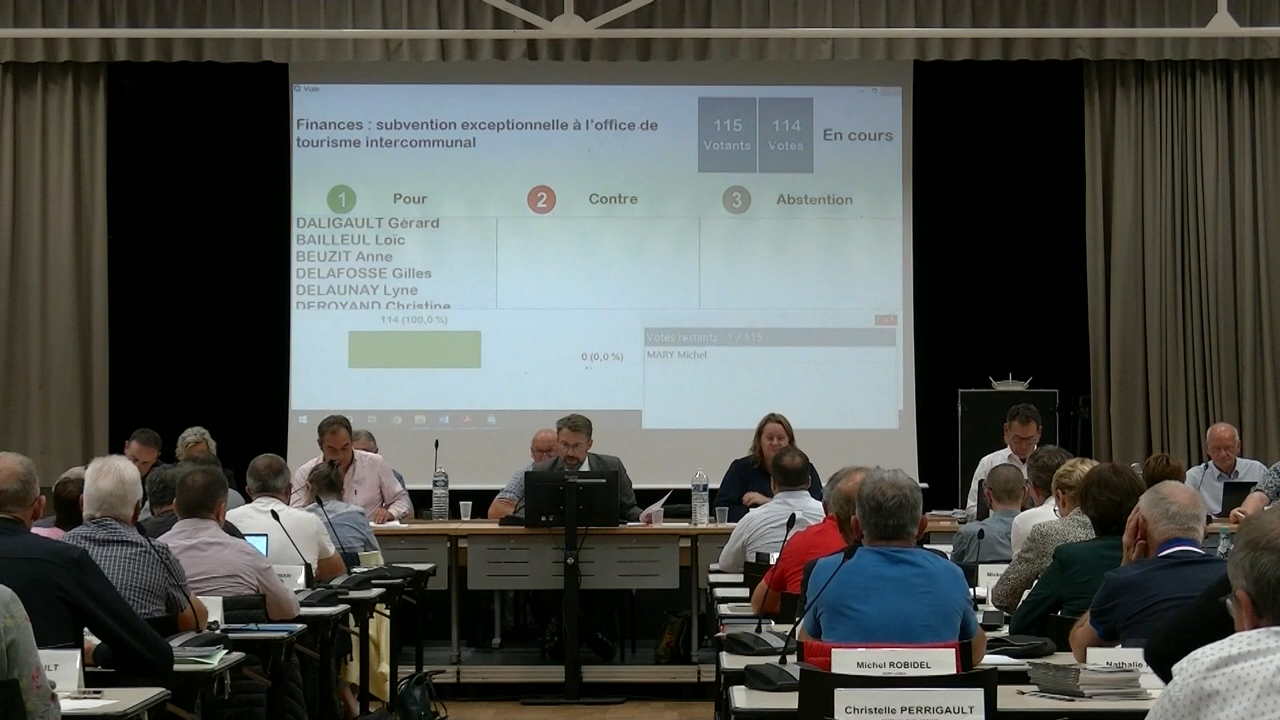 Vote
Finances : subvention exceptionnelle à l'office de
tourisme intercommunal
115
Votants
114
Votes
En cours
1 Pour
2 Contre
3 Abstention
DALIGAULT Gérard
BAILLEUL Loïc
BEUZIT Anne
DELAFOSSE Gilles
DELAUNAY Lyne
DEROYAND Christine
114 (100,0 %)
0 (0,0 %)
Votes restants : 1 / 115
MARY Michel
Michel ROBIDEL
Nathalie
Christelle PERRIGAULT